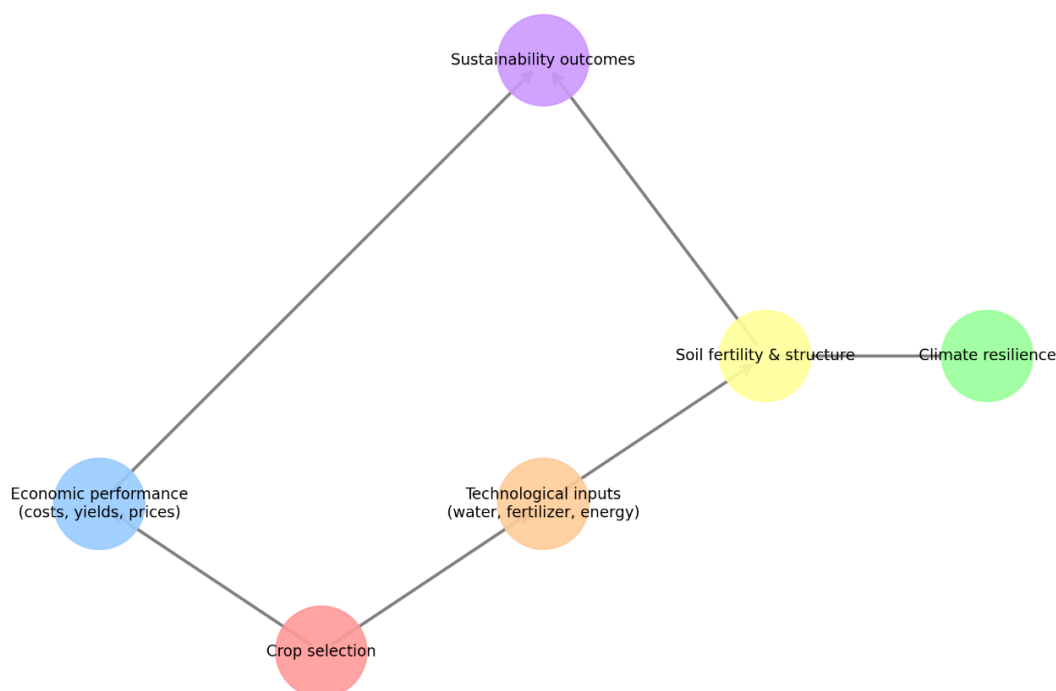 Sustainability outcomes
Soil fertility & structure
Climate resilience
Economic performance
(costs, yields, prices)
Technological inputs
(water, fertilizer, energy)
Crop selection